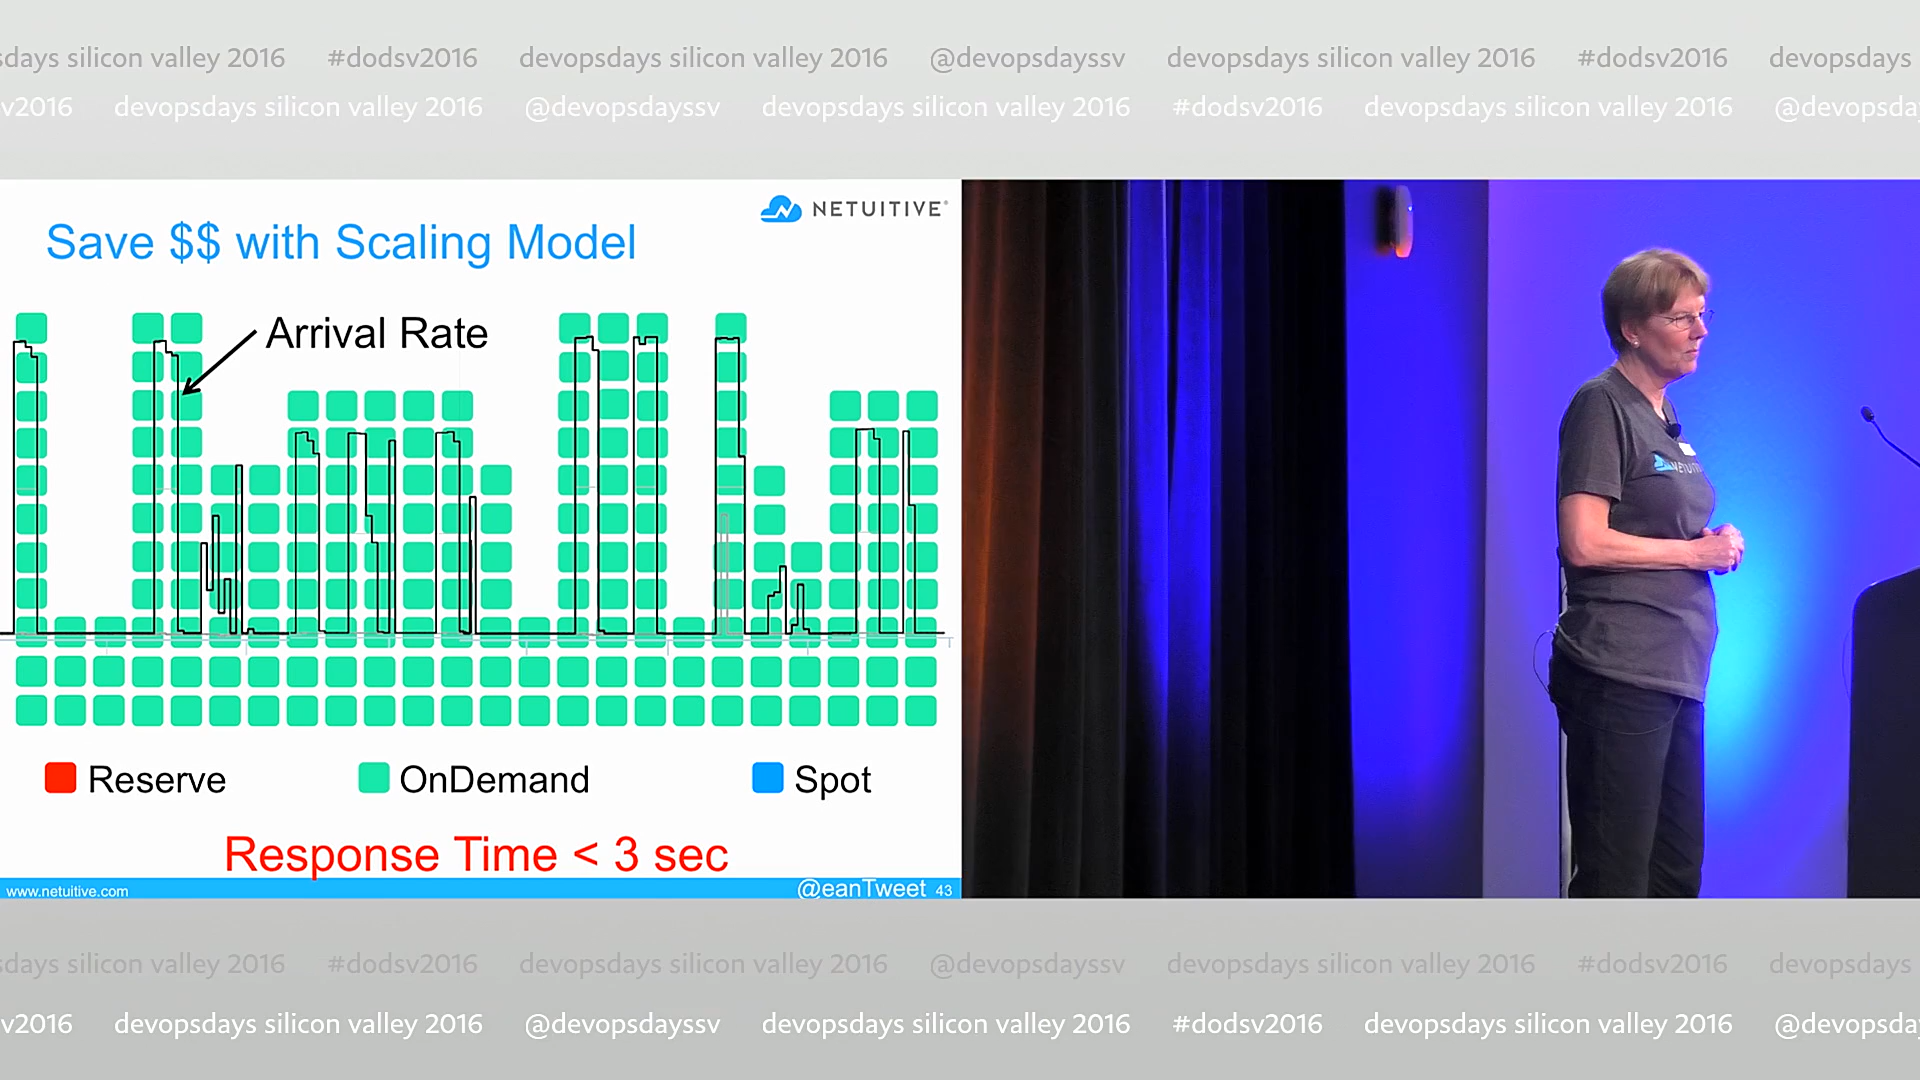 sdays silicon valley 2016 #dodsv2016 devopsdays silicon valley 2016 @devopsdayssv devopsdays silicon valley 2016 #dodsv2016 devopsdays
v2016 devopsdays silicon valley 2016 @devopsdayssv devopsdays silicon valley 2016 #dodsv2016 devopsdays silicon valley 2016 @devopsda
NETUITIVE
Save $$ with Scaling Model
Arrival Rate
Reserve OnDemand Spot
Response Time < 3 sec
www.netuitive.com @eanTweet 43
sdays silicon valley 2016 #dodsv2016 devopsdays silicon valley 2016 @devopsdayssv devopsdays silicon valley 2016 #dodsv2016 devopsdays
v2016 devopsdays silicon valley 2016 @devopsdayssv devopsdays silicon valley 2016 #dodsv2016 devopsdays silicon valley 2016 @devopsda